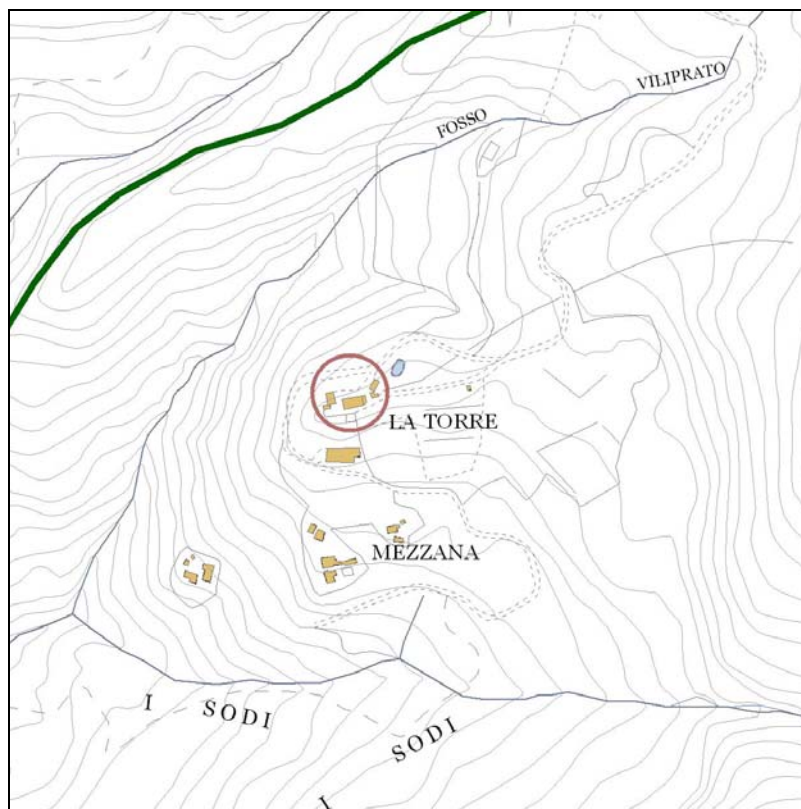 VILIPRATO
FOSSO
LA TORRE
MEZZANA
I SODI
I SODI